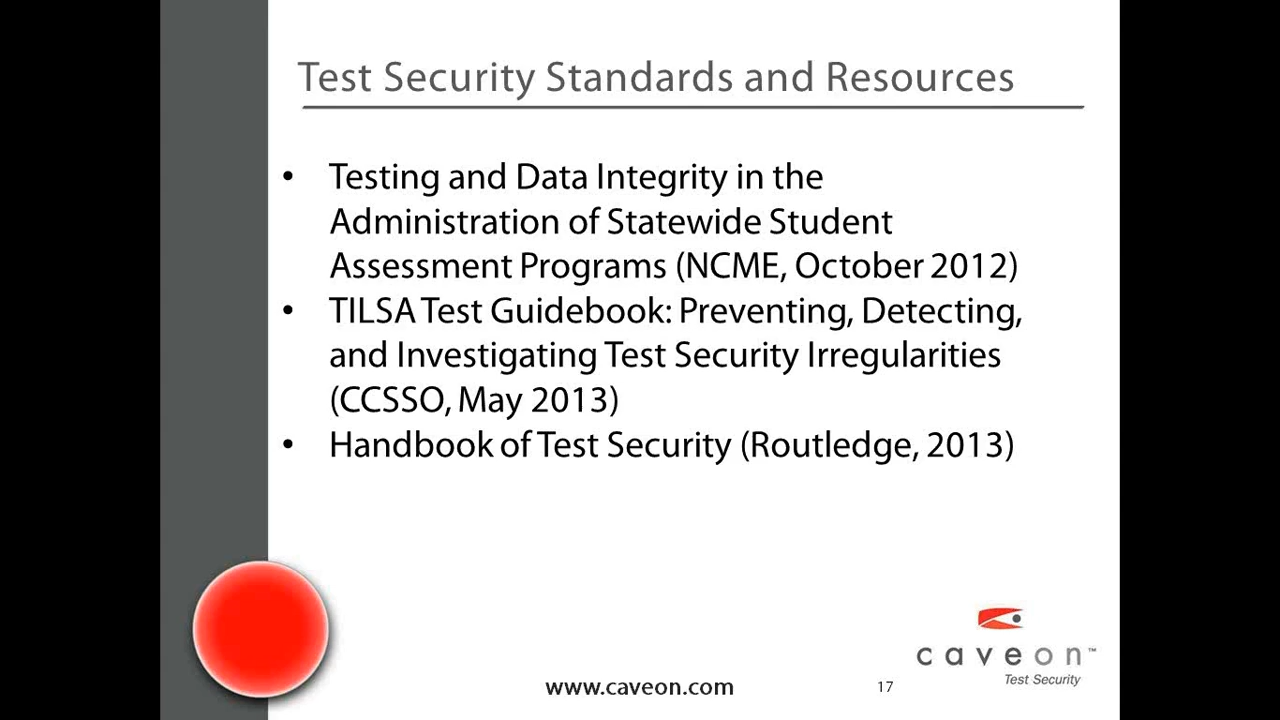 Test Security Standards and Resources
• Testing and Data Integrity in the
Administration of Statewide Student
Assessment Programs (NCME, October 2012)
• TILSA Test Guidebook: Preventing, Detecting,
and Investigating Test Security Irregularities
(CCSSO, May 2013)
• Handbook of Test Security (Routledge, 2013)
caveon™
Test Security
www.caveon.com
17